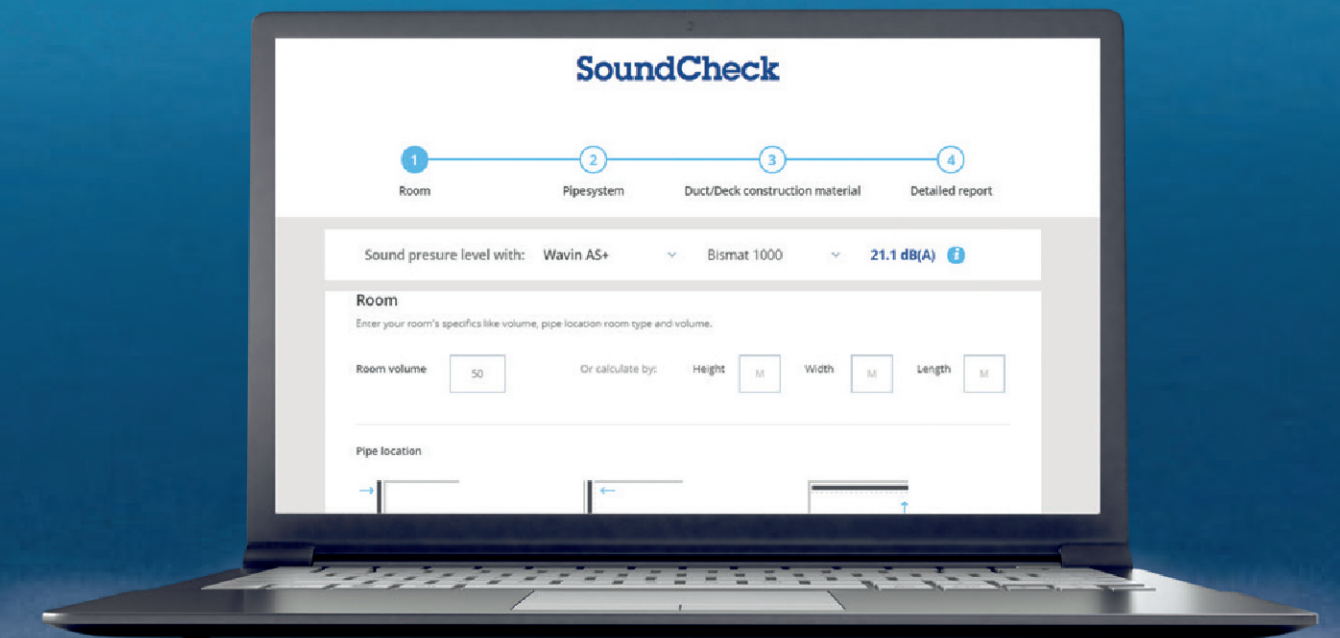 SoundCheck
1 2 3 4
Room Pipesystem Duct/Deck construction material Detailed report
Sound presure level with: Wavin AS+ Bismat 1000 21.1 dB(A) i
Room
Enter your room's specifics like volume, pipe location room type and volume.
Room volume 50 Or calculate by: Height M Width M Length M
Pipe location